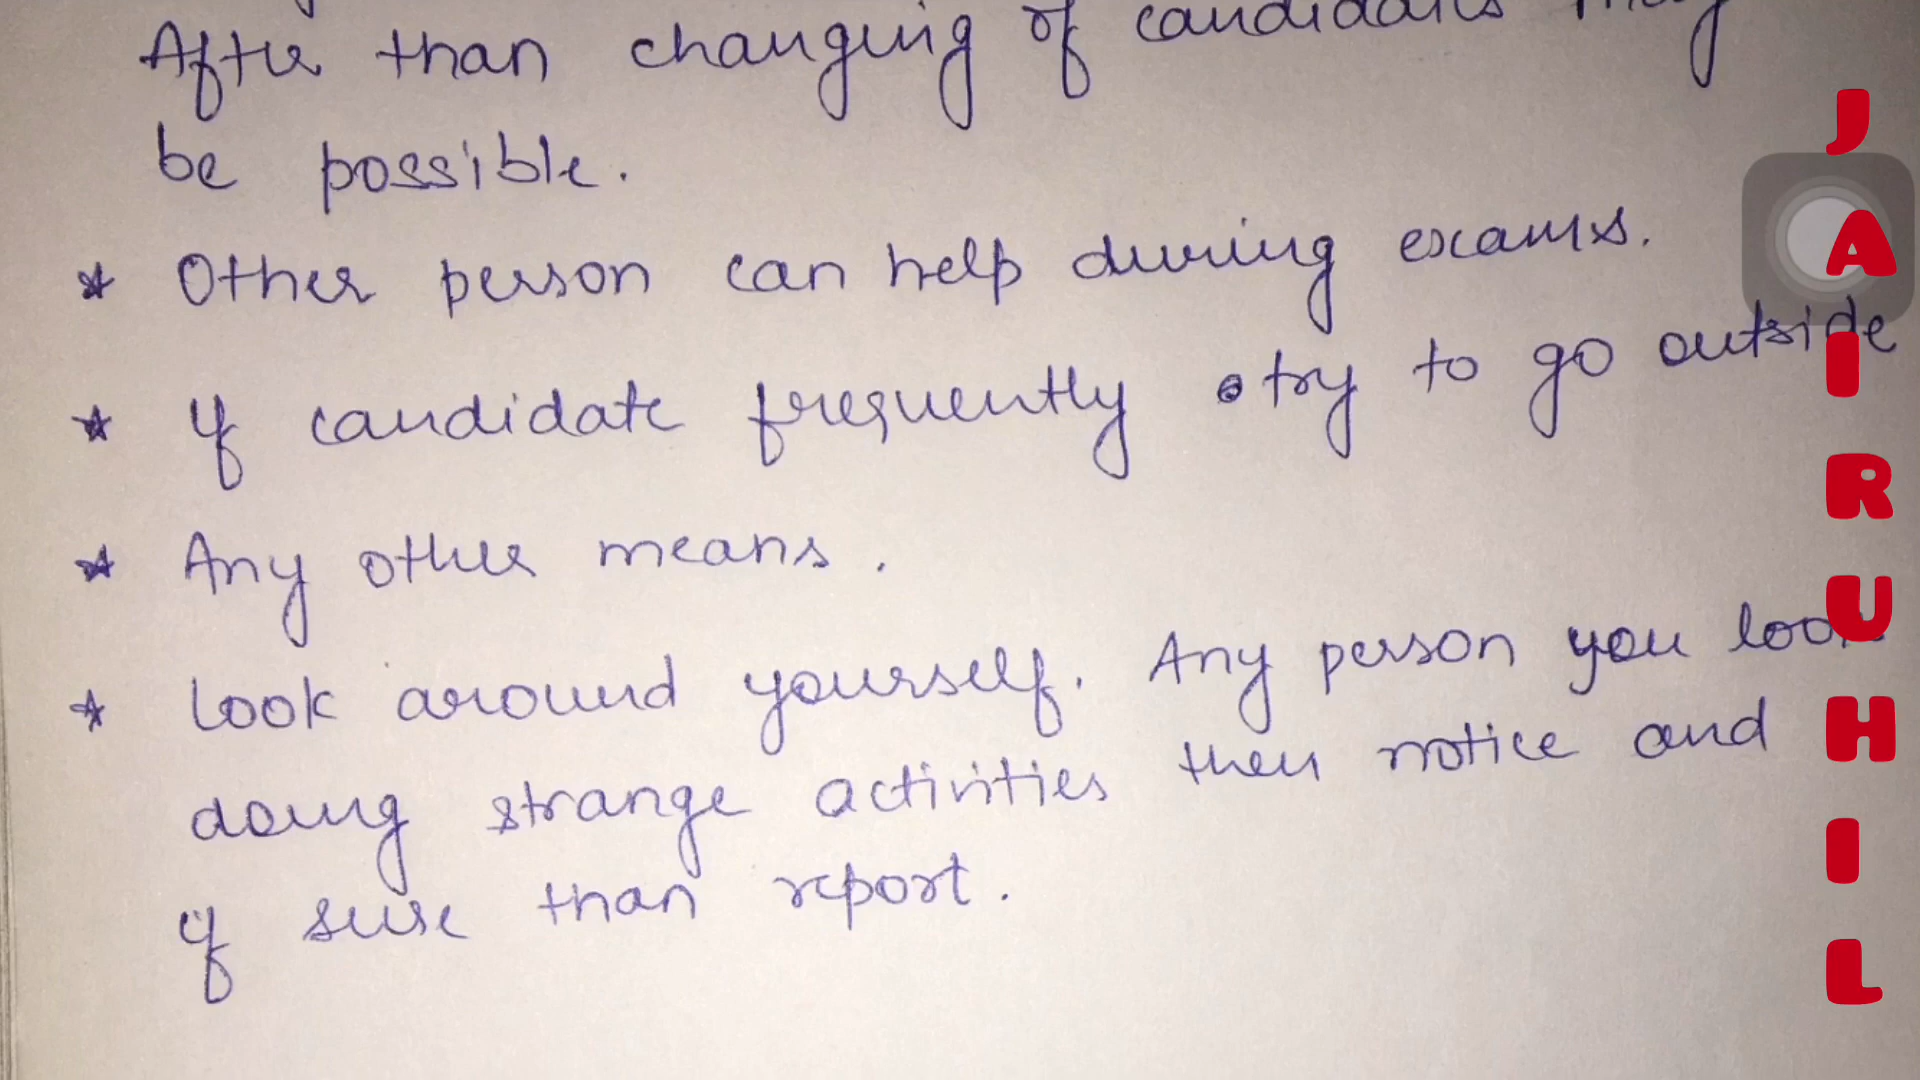 After than changing of candidates may
be possible.
* Other person can help during exams.
* If candidate frequently try to go outside
* Any other means.
* Look around yourself. Any person you look
doing strange activities then notice and
if sure than report.
JAIRUHIL